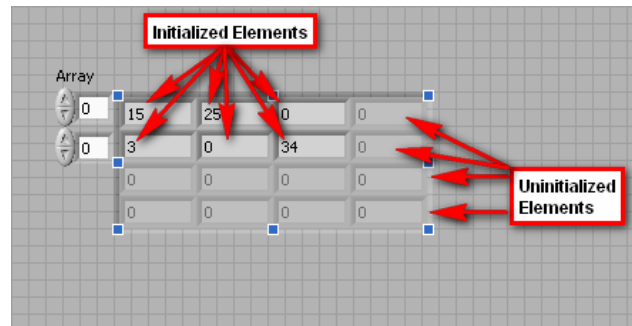 Initialized Elements
Array
0 15 25 0 0
0 3 0 34 0
0 0 0 0
0 0 0 0
Uninitialized
Elements